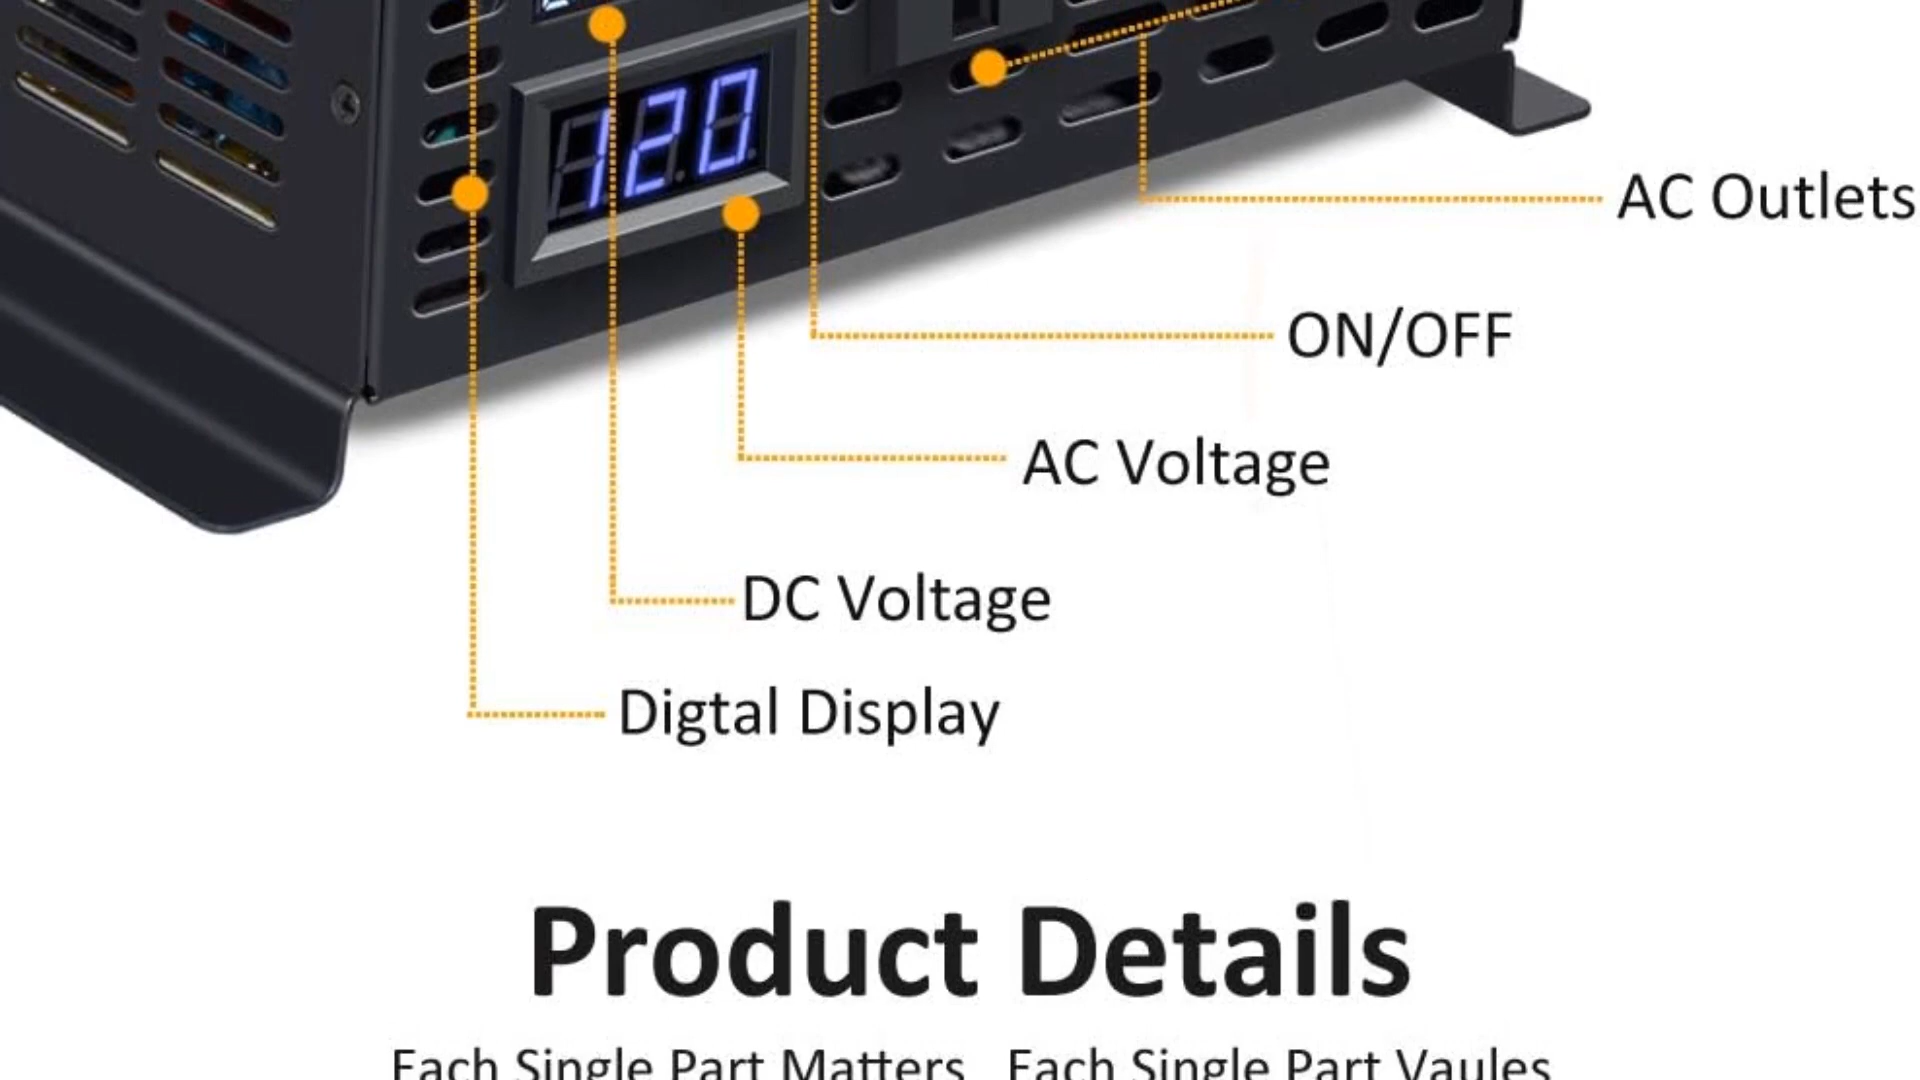 120
AC Outlets
ON/OFF
AC Voltage
DC Voltage
Digtal Display
Product Details
Each Single Part Matters Each Single Part Vaules